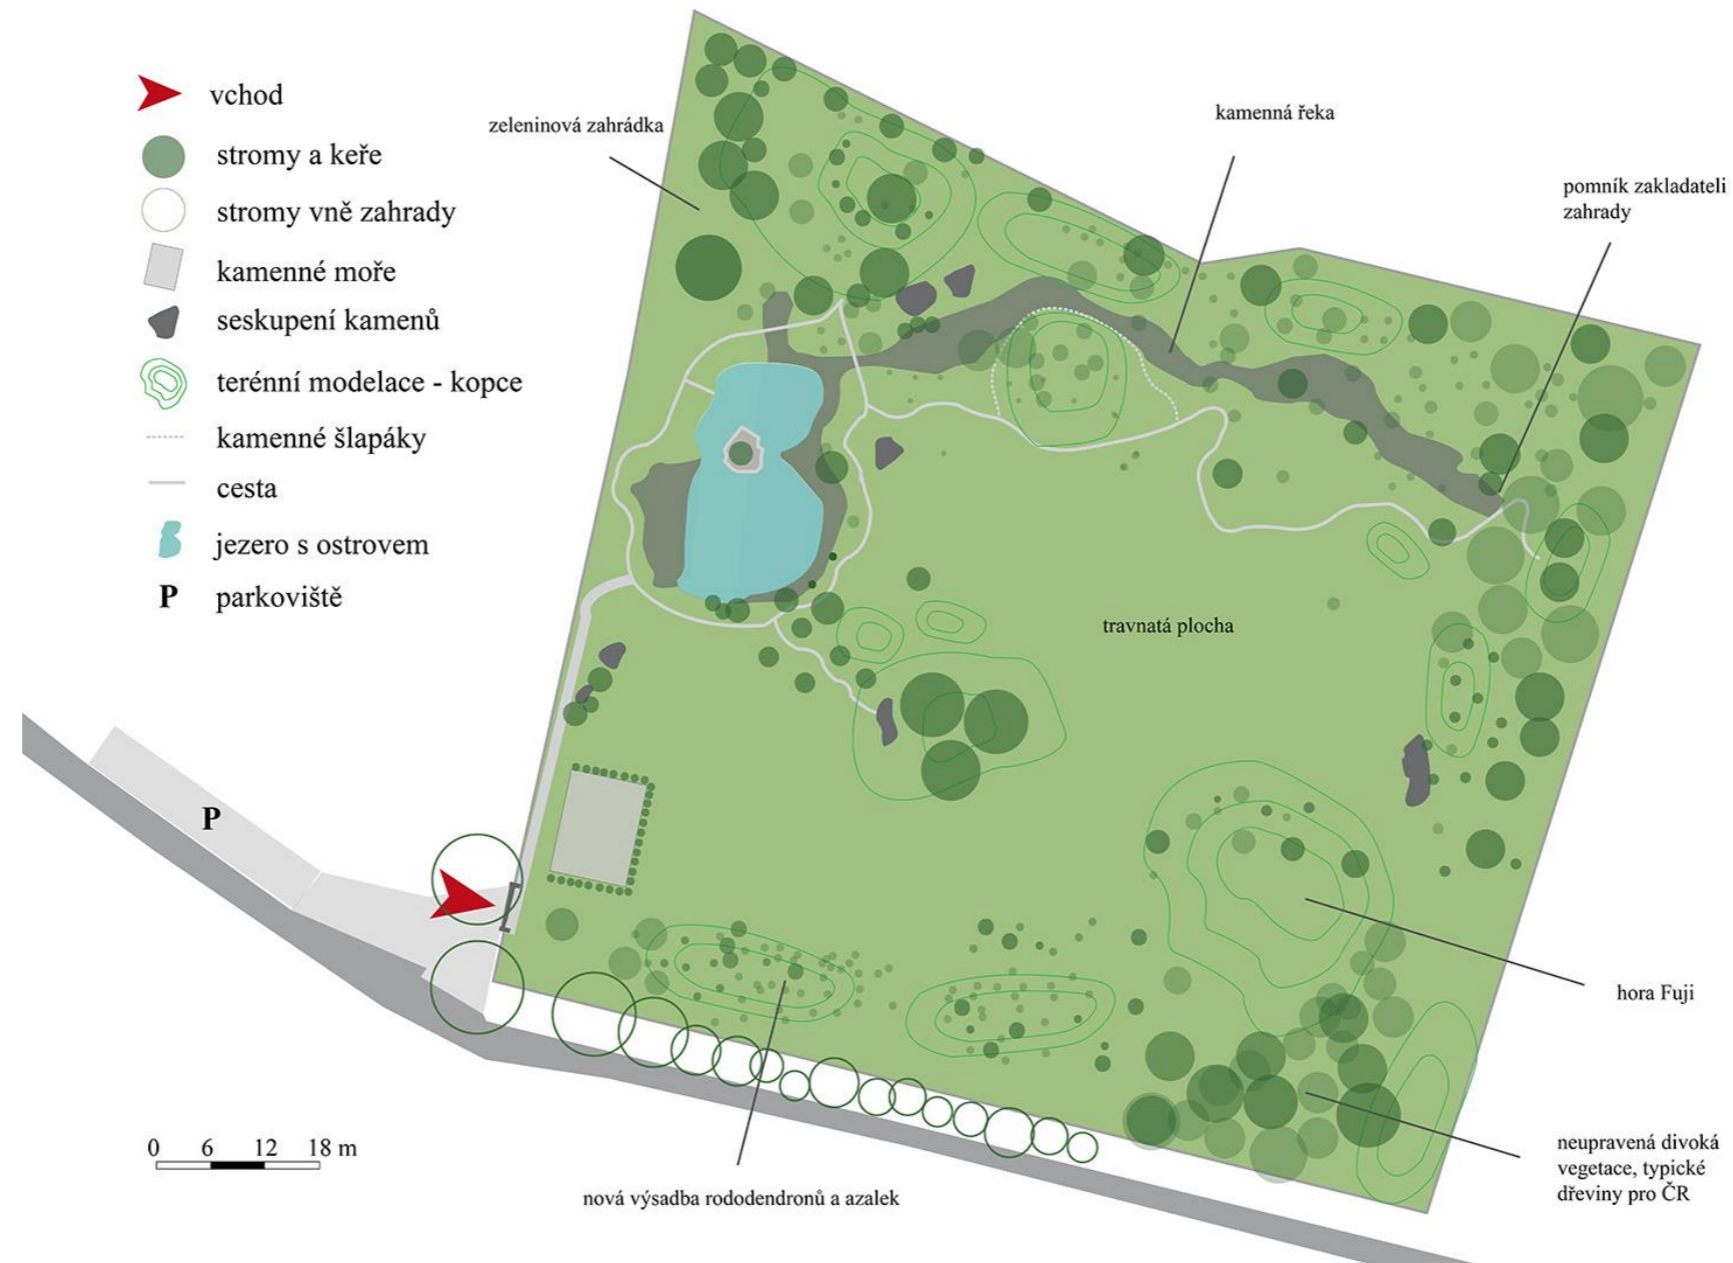 vchod
stromy a keře
stromy vně zahrady
kamenné moře
seskupení kamenů
terénní modelace - kopce
kamenné šlapáky
cesta
jezero s ostrovem
P parkoviště
zeleninová zahrádka
kamenná řeka
pomník zakladateli
zahrady
travnatá plocha
P
hora Fuji
0 6 12 18 m
nová výsadba rododendronů a azalek
neupravená divoká
vegetace, typické
dřeviny pro ČR